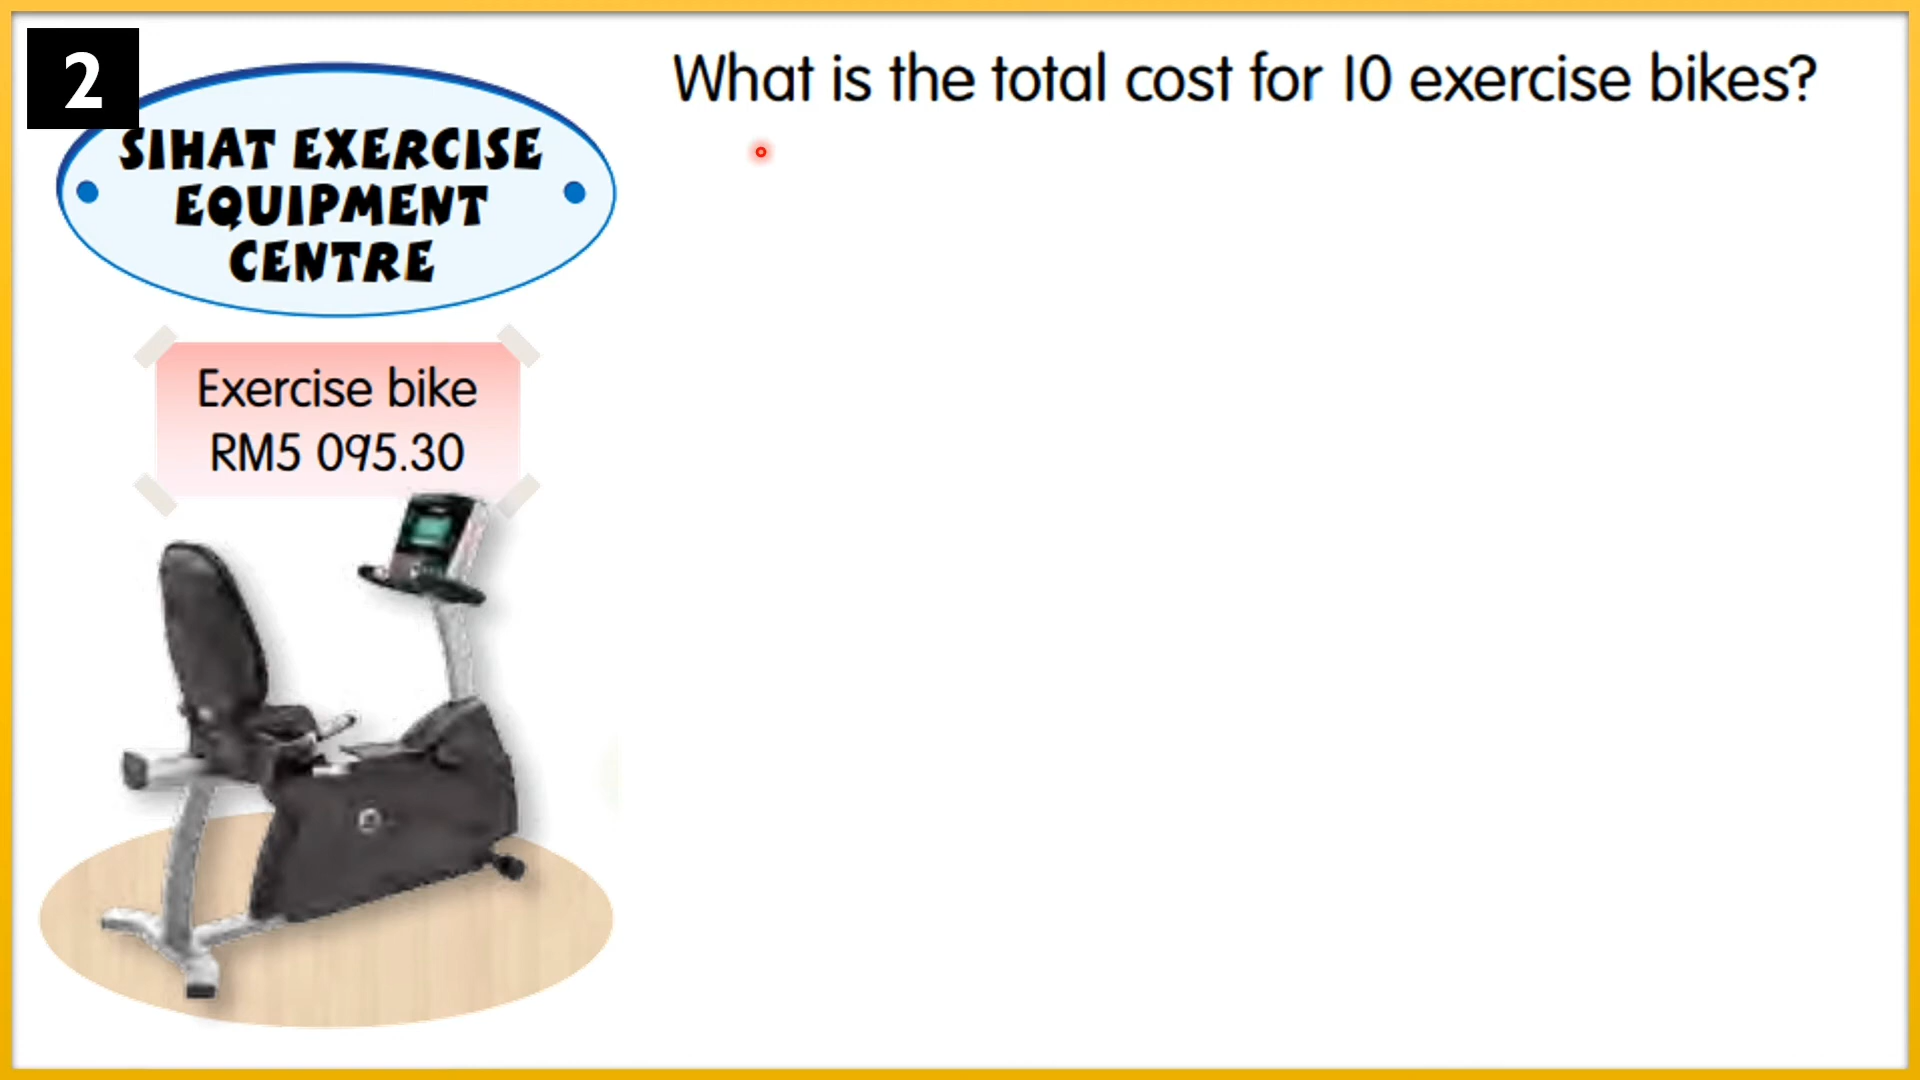 2
What is the total cost for 10 exercise bikes?
SIHAT EXERCISE
EQUIPMENT
CENTRE
Exercise bike
RM5 095.30